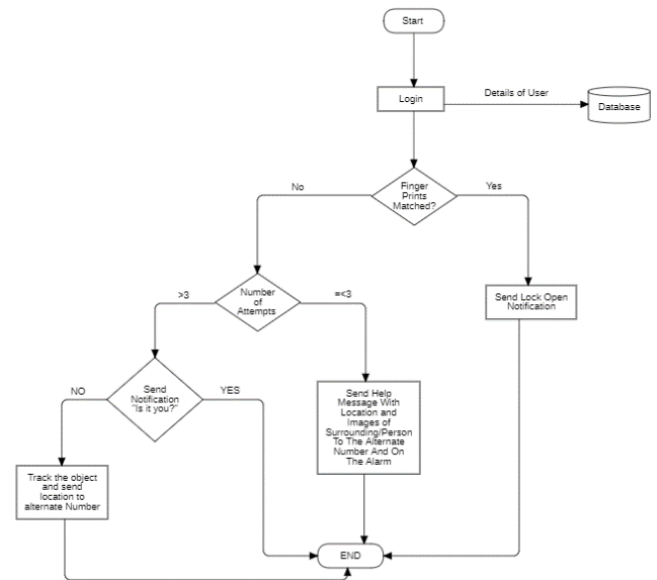 Start
Login
Details of User
Database
Finger
Prints
Matched?
No
Yes
Number
of
Attempts
>3
=<3
Send Lock Open
Notification
Send
Notification
"Is it you?"
NO
YES
Send Help
Message With
Location and
Images of
Surrounding/Person
To The Alternate
Number And On
The Alarm
Track the object
and send
location to
alternate Number
END